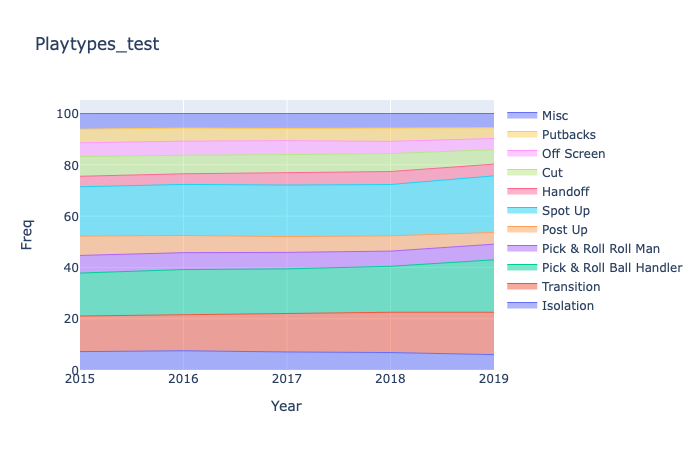 Playtypes_test
100
80
60
40
20
0
Freq
2015
2016
2017
2018
2019
Year
Misc
Putbacks
Off Screen
Cut
Handoff
Spot Up
Post Up
Pick & Roll Roll Man
Pick & Roll Ball Handler
Transition
Isolation